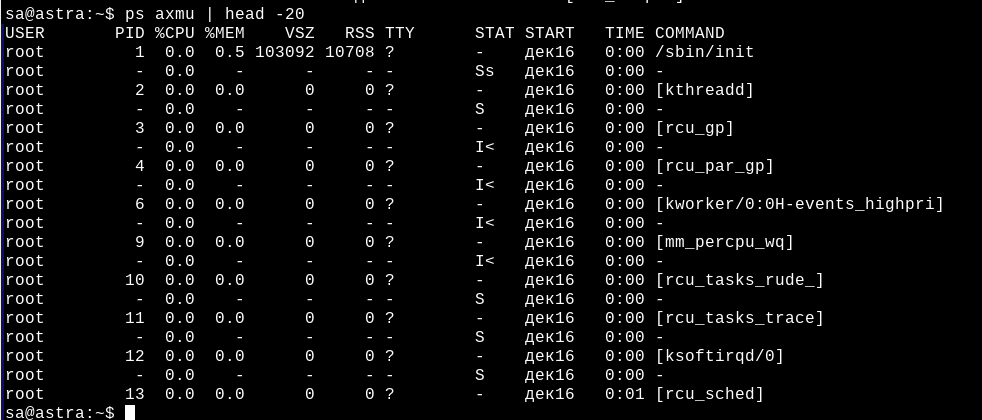 sa@astra:~$ ps axmu | head -20
USER       PID %CPU %MEM    VSZ   RSS TTY      STAT START   TIME COMMAND
root         1  0.0  0.5 103092 10708 ?        -    дек16   0:00 /sbin/init
root         -  0.0    -      -     - -        Ss   дек16   0:00 -
root         2  0.0  0.0      0     0 ?        -    дек16   0:00 [kthreadd]
root         -  0.0    -      -     - -        S    дек16   0:00 -
root         3  0.0  0.0      0     0 ?        -    дек16   0:00 [rcu_gp]
root         -  0.0    -      -     - -        I<   дек16   0:00 -
root         4  0.0  0.0      0     0 ?        -    дек16   0:00 [rcu_par_gp]
root         -  0.0    -      -     - -        I<   дек16   0:00 -
root         6  0.0  0.0      0     0 ?        -    дек16   0:00 [kworker/0:0H-events_highpri]
root         -  0.0    -      -     - -        I<   дек16   0:00 -
root         9  0.0  0.0      0     0 ?        -    дек16   0:00 [mm_percpu_wq]
root         -  0.0    -      -     - -        I<   дек16   0:00 -
root        10  0.0  0.0      0     0 ?        -    дек16   0:00 [rcu_tasks_rude_]
root         -  0.0    -      -     - -        S    дек16   0:00 -
root        11  0.0  0.0      0     0 ?        -    дек16   0:00 [rcu_tasks_trace]
root         -  0.0    -      -     - -        S    дек16   0:00 -
root        12  0.0  0.0      0     0 ?        -    дек16   0:00 [ksoftirqd/0]
root         -  0.0    -      -     - -        S    дек16   0:00 -
root        13  0.0  0.0      0     0 ?        -    дек16   0:01 [rcu_sched]
sa@astra:~$